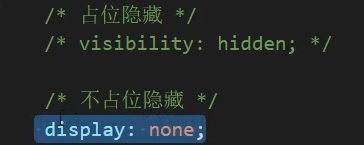 /* 占位隐藏 */
/* visibility: hidden; */
/* 不占位隐藏 */
display: none;